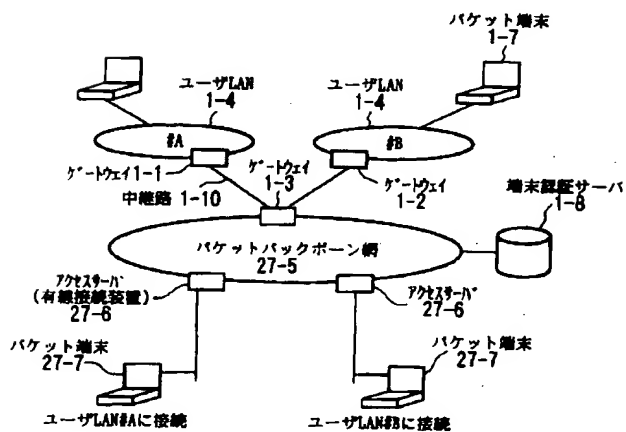 パケット端末
1-7
ユーザLAN
1-4
ユーザLAN
1-4
#A
#B
ゲートウェイ 1-1
ゲートウェイ
1-3
ゲートウェイ
1-2
中継路 1-10
端末認証サーバ
1-8
パケットバックボーン網
27-5
アクセスサーバ
(有線接続装置)
27-6
アクセスサーバ
27-6
パケット端末
27-7
パケット端末
27-7
ユーザLAN#Aに接続
ユーザLAN#Bに接続